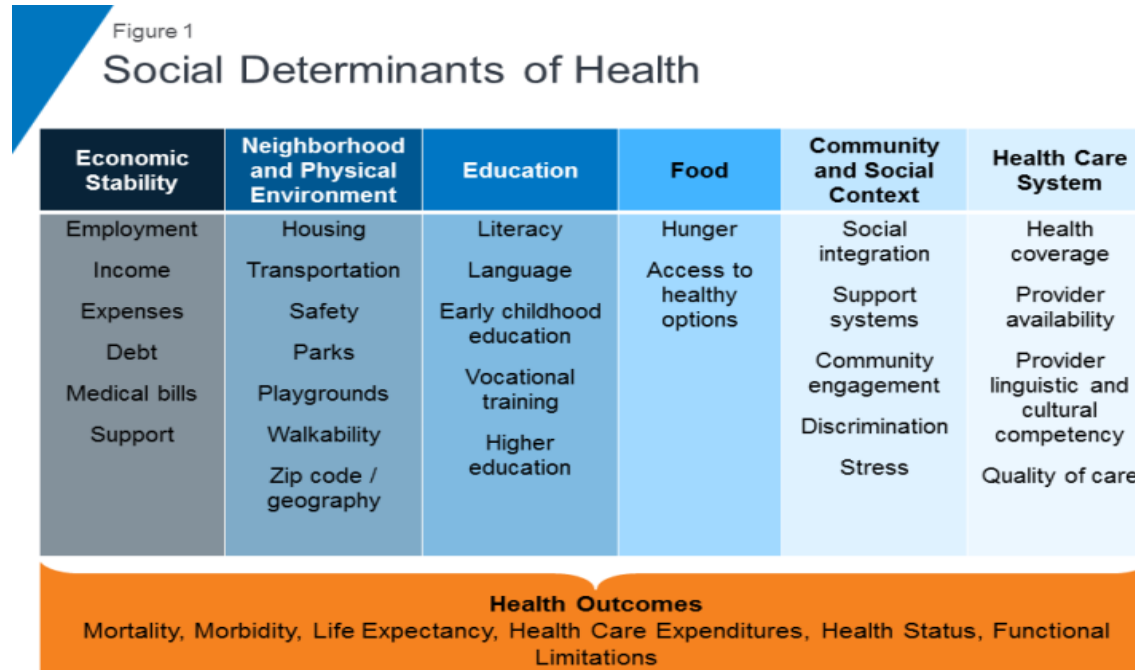 Figure 1
Social Determinants of Health
Economic
Stability
Neighborhood
and Physical
Environment
Education
Food
Community
and Social
Context
Health Care
System
Employment
Income
Expenses
Debt
Medical bills
Support
Housing
Transportation
Safety
Parks
Playgrounds
Walkability
Zip code /
geography
Literacy
Language
Early childhood
education
Vocational
training
Higher
education
Hunger
Access to
healthy
options
Social
integration
Support
systems
Community
engagement
Discrimination
Stress
Health
coverage
Provider
availability
Provider
linguistic and
cultural
competency
Quality of care
Health Outcomes
Mortality, Morbidity, Life Expectancy, Health Care Expenditures, Health Status, Functional
Limitations